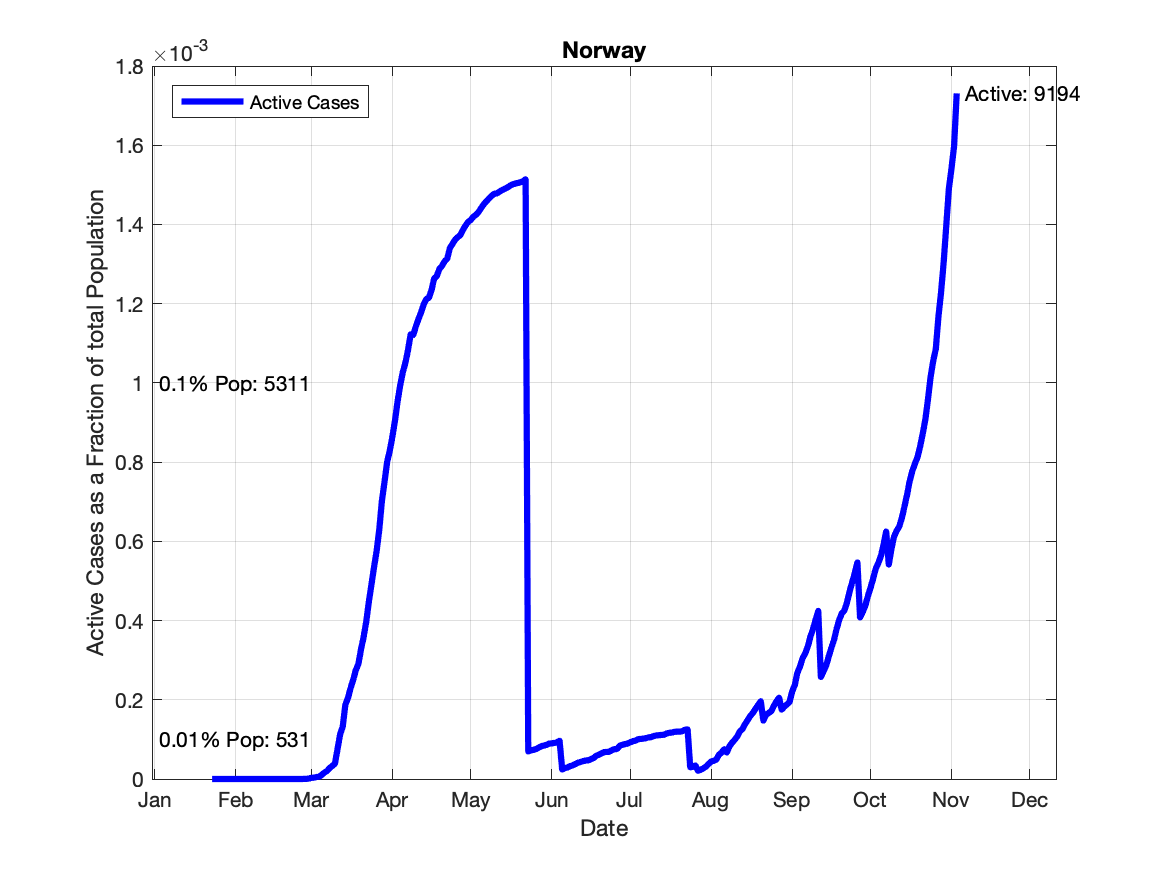 Norway
×10-3
1.8
1.6
1.4
1.2
1
0.8
0.6
0.4
0.2
0
Active Cases as a Fraction of total Population
Active Cases
Active: 9194
0.1% Pop: 5311
0.01% Pop: 531
Jan Feb Mar Apr May Jun Jul Aug Sep Oct Nov Dec
Date